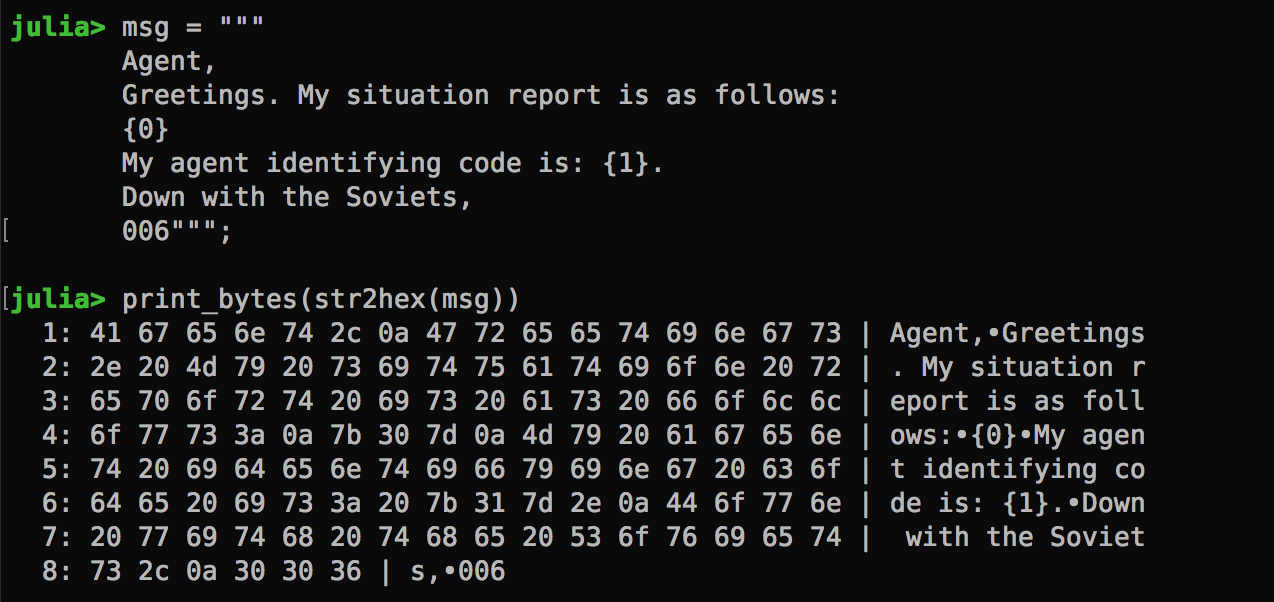 julia> msg = """
Agent,
Greetings. My situation report is as follows:
{0}
My agent identifying code is: {1}.
Down with the Soviets,
[ 006""";
[julia> print_bytes(str2hex(msg))
1: 41 67 65 6e 74 2c 0a 47 72 65 65 74 69 6e 67 73 | Agent,•Greetings
2: 2e 20 4d 79 20 73 69 74 75 61 74 69 6f 6e 20 72 | . My situation r
3: 65 70 6f 72 74 20 69 73 20 61 73 20 66 6f 6c 6c | eport is as foll
4: 6f 77 73 3a 0a 7b 30 7d 0a 4d 79 20 61 67 65 6e | ows:•{0}•My agen
5: 74 20 69 64 65 6e 74 69 66 79 69 6e 67 20 63 6f | t identifying co
6: 64 65 20 69 73 3a 20 7b 31 7d 2e 0a 44 6f 77 6e | de is: {1}.•Down
7: 20 77 69 74 68 20 74 68 65 20 53 6f 76 69 65 74 |  with the Soviet
8: 73 2c 0a 30 30 36 | s,•006